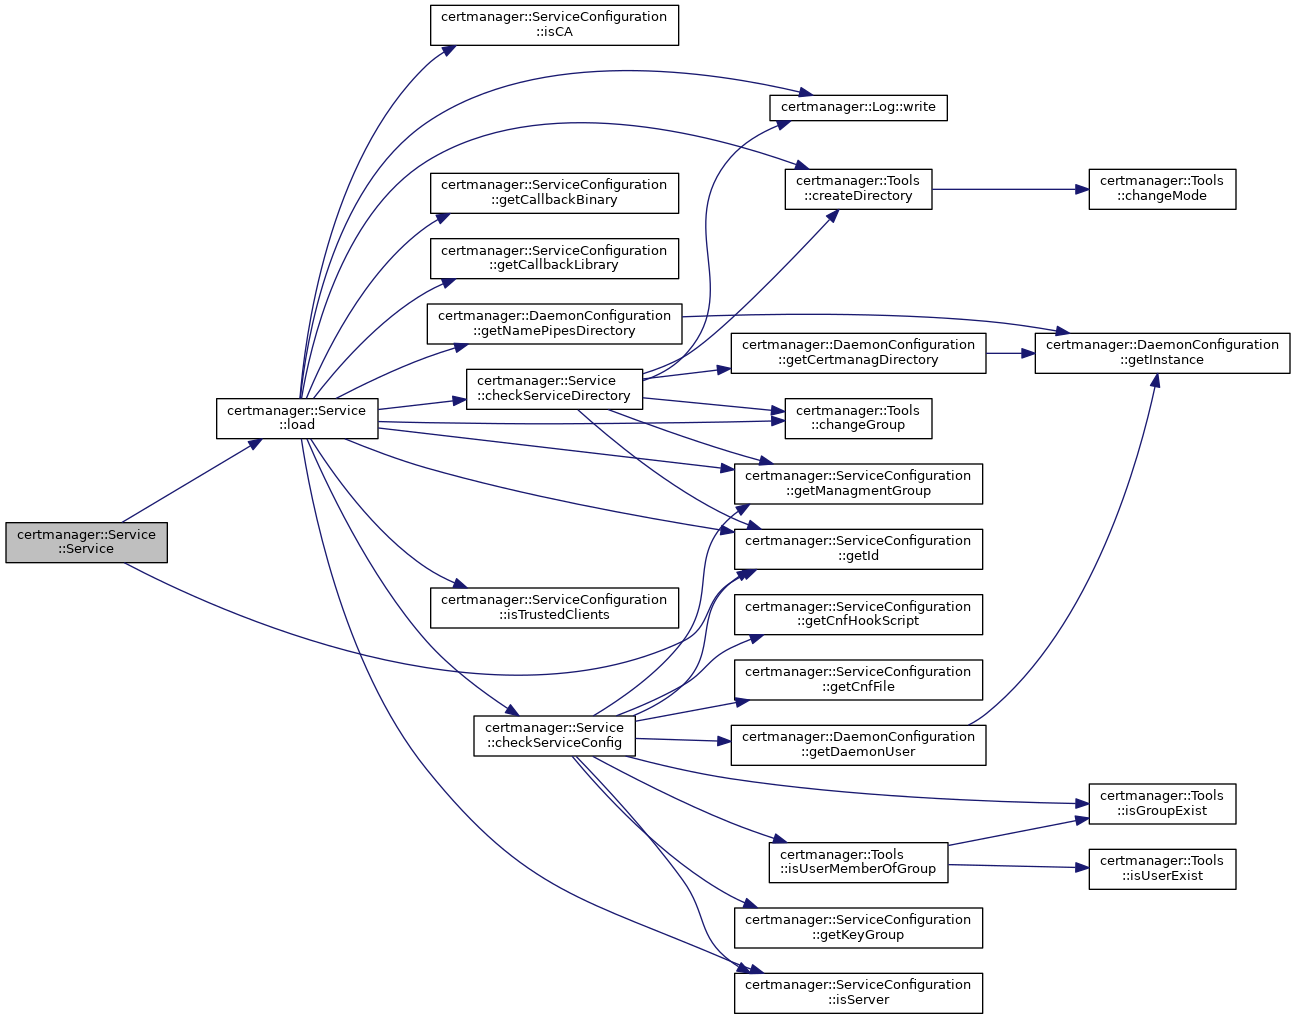 certmanager::ServiceConfiguration
::isCA
certmanager::Log::write
certmanager::Tools
::createDirectory
certmanager::Tools
::changeMode
certmanager::ServiceConfiguration
::getCallbackBinary
certmanager::ServiceConfiguration
::getCallbackLibrary
certmanager::DaemonConfiguration
::getNamePipesDirectory
certmanager::DaemonConfiguration
::getCertmanagDirectory
certmanager::DaemonConfiguration
::getInstance
certmanager::Service
::checkServiceDirectory
certmanager::Service
::load
certmanager::Tools
::changeGroup
certmanager::ServiceConfiguration
::getManagmentGroup
certmanager::Service
::Service
certmanager::ServiceConfiguration
::getId
certmanager::ServiceConfiguration
::isTrustedClients
certmanager::ServiceConfiguration
::getCnfHookScript
certmanager::ServiceConfiguration
::getCnfFile
certmanager::Service
::checkServiceConfig
certmanager::DaemonConfiguration
::getDaemonUser
certmanager::Tools
::isGroupExist
certmanager::Tools
::isUserMemberOfGroup
certmanager::Tools
::isUserExist
certmanager::ServiceConfiguration
::getKeyGroup
certmanager::ServiceConfiguration
::isServer